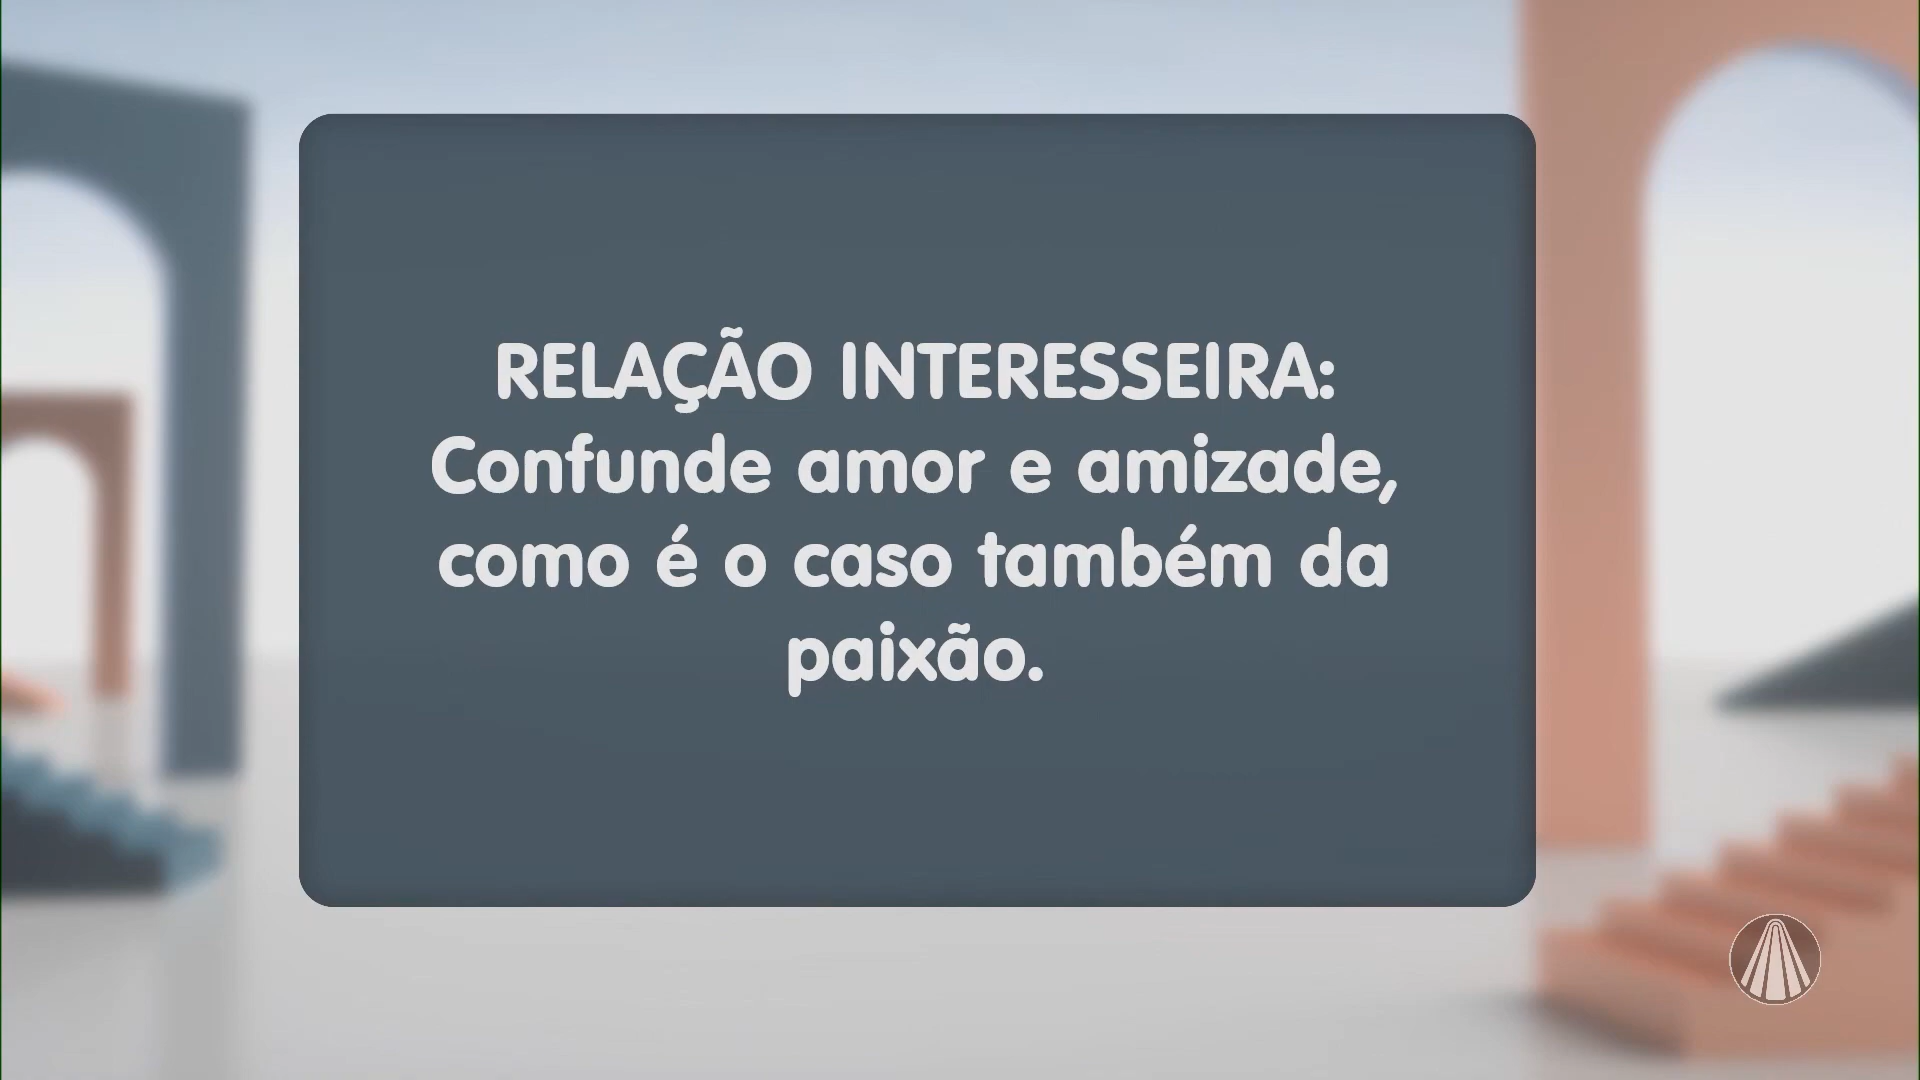 RELAÇÃO INTERESSEIRA:
Confunde amor e amizade,
como é o caso também da
paixão.